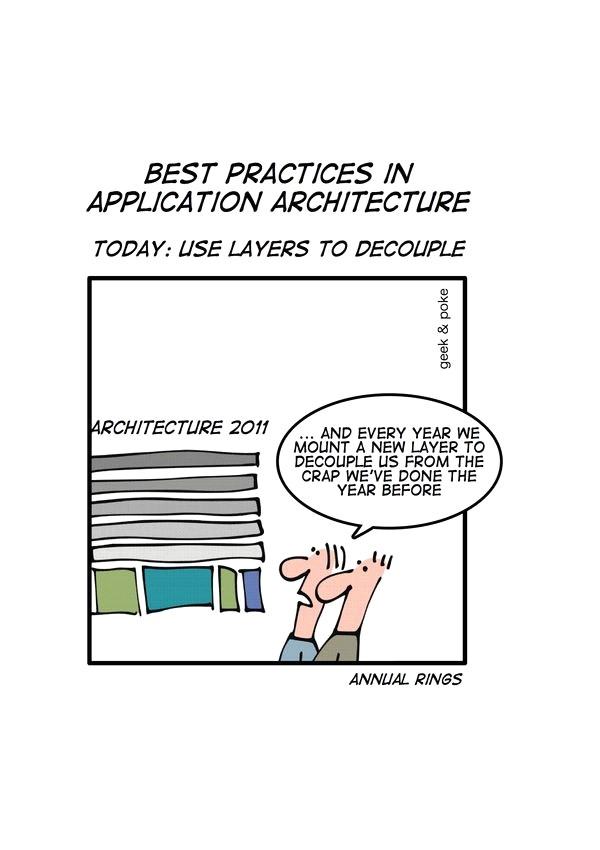 BEST PRACTICES IN
APPLICATION ARCHITECTURE
TODAY: USE LAYERS TO DECOUPLE
geek & poke
ARCHITECTURE 2011
... AND EVERY YEAR WE
MOUNT A NEW LAYER TO
DECOUPLE US FROM THE
CRAP WE'VE DONE THE
YEAR BEFORE
ANNUAL RINGS